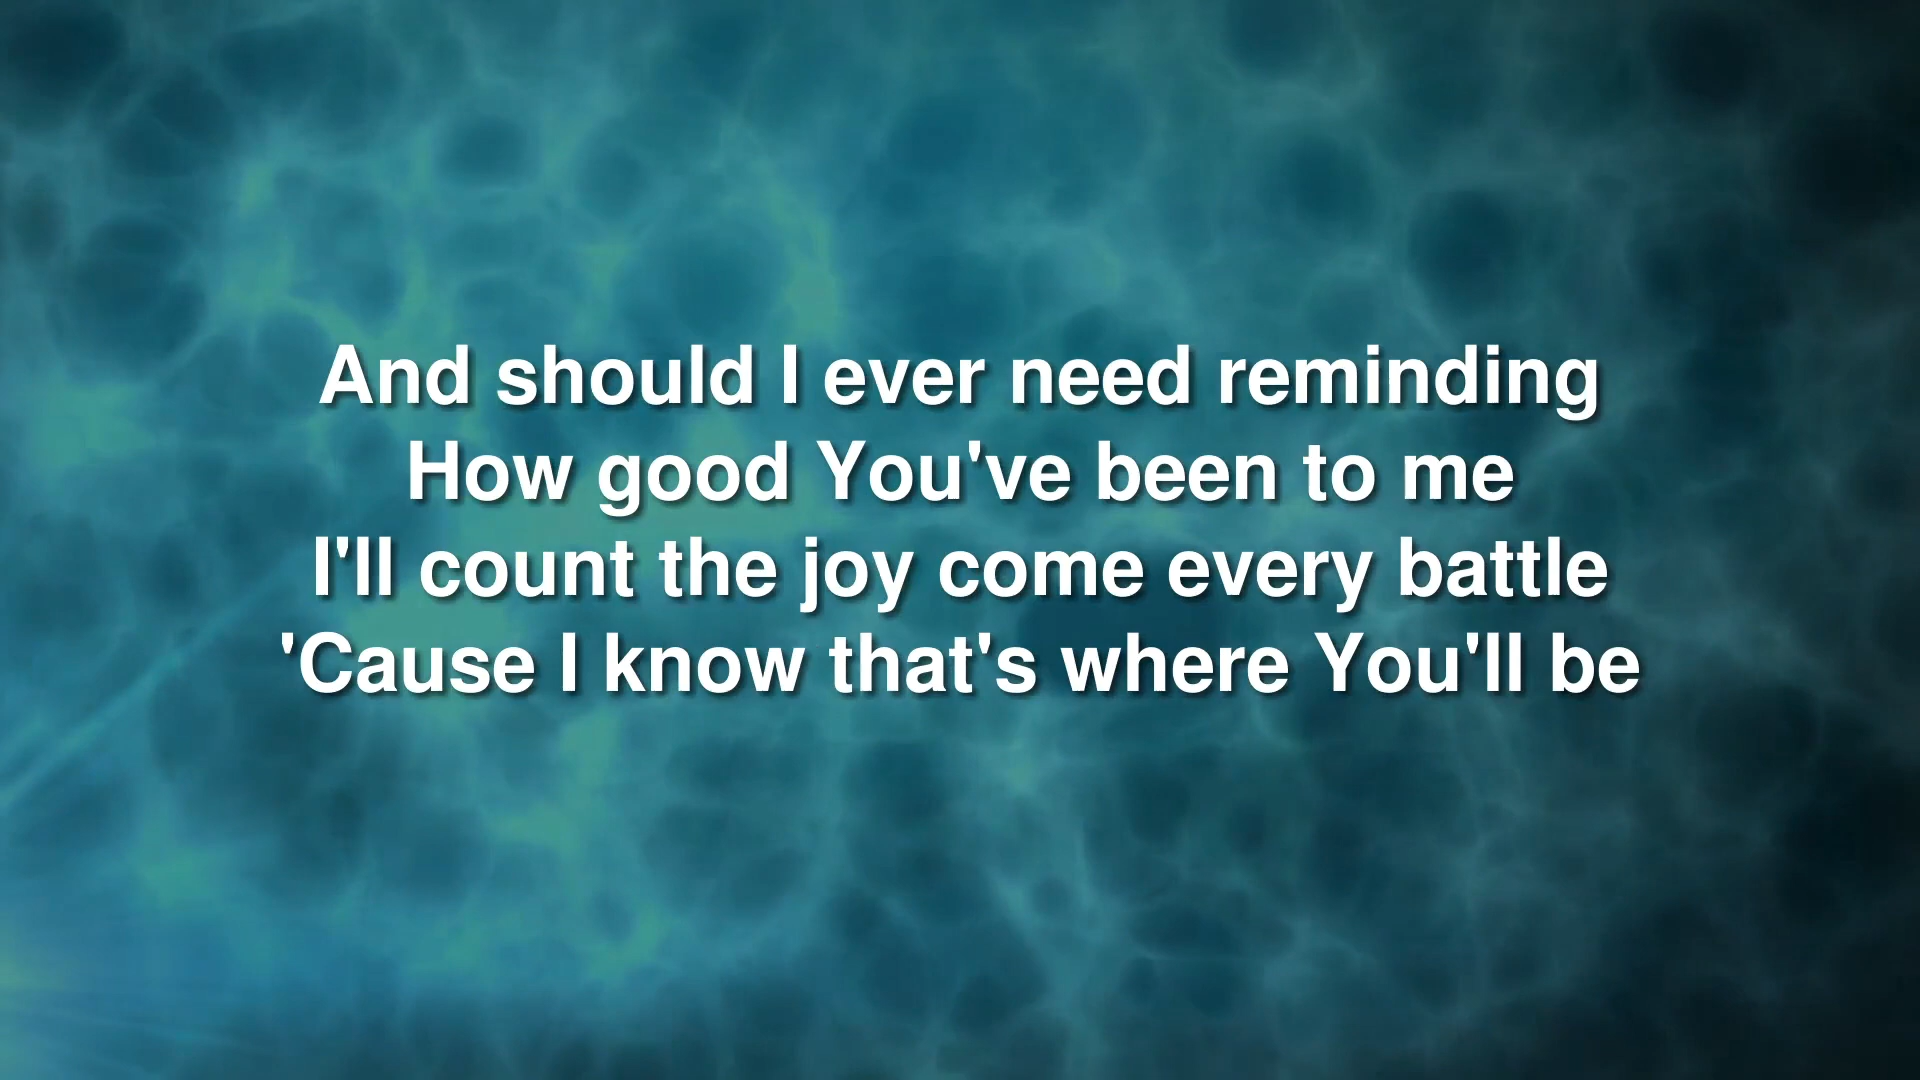 And should I ever need reminding
How good You've been to me
I'll count the joy come every battle
'Cause I know that's where You'll be